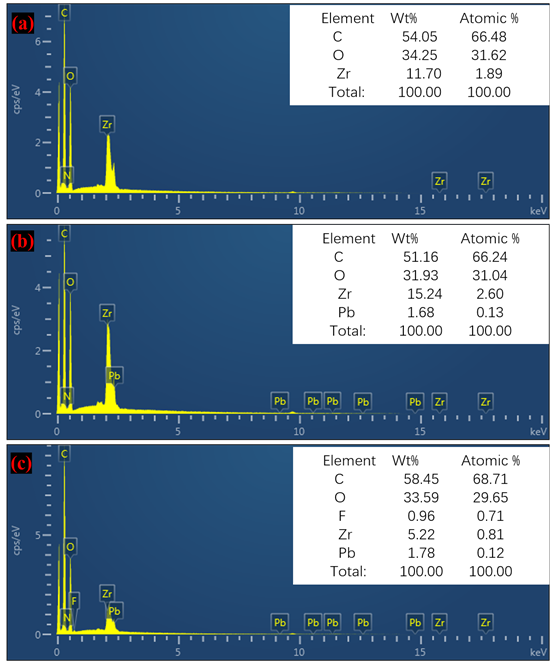 (a)
Element Wt% Atomic %
C 54.05 66.48
O 34.25 31.62
Zr 11.70 1.89
Total: 100.00 100.00
cps/eV
6
4
2
0
C
O
N
Zr
Zr Zr
0 5 10 15 keV
(b)
Element Wt% Atomic %
C 51.16 66.24
O 31.93 31.04
Zr 15.24 2.60
Pb 1.68 0.13
Total: 100.00 100.00
cps/eV
4
2
0
C
O
N
Zr
Pb
Pb Pb Pb Pb Pb Zr Zr
0 5 10 15 keV
(c)
Element Wt% Atomic %
C 58.45 68.71
O 33.59 29.65
F 0.96 0.71
Zr 5.22 0.81
Pb 1.78 0.12
Total: 100.00 100.00
cps/eV
5
0
C
O
N
F
Zr
Pb
Pb Pb Pb Pb Pb Zr Zr
0 5 10 15 keV